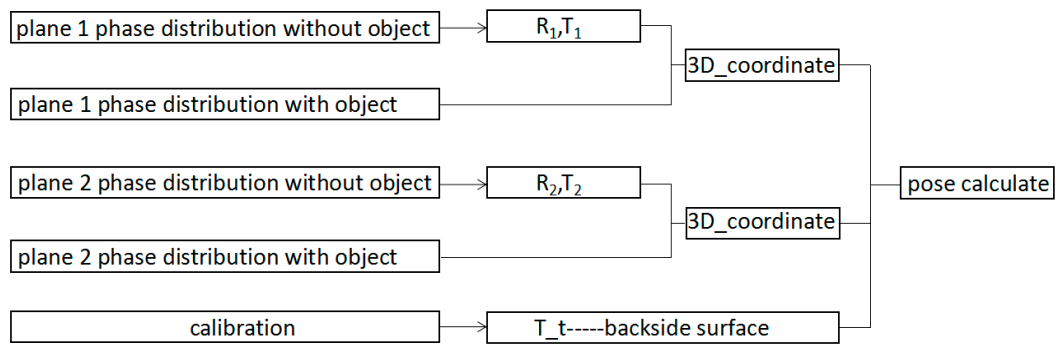 plane 1 phase distribution without object
R₁,T₁
3D_coordinate
plane 1 phase distribution with object
plane 2 phase distribution without object
R₂,T₂
pose calculate
3D_coordinate
plane 2 phase distribution with object
calibration
T_t-----backside surface